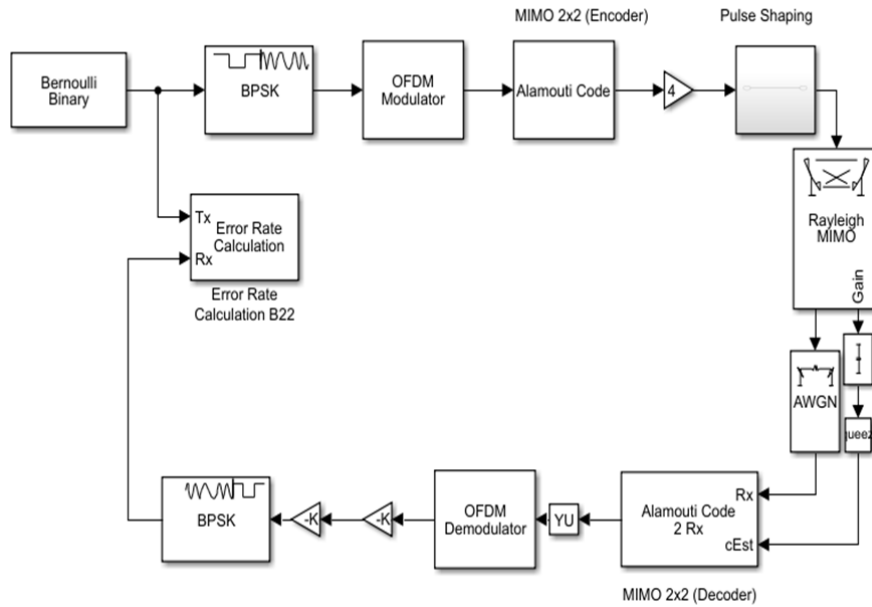 MIMO 2x2 (Encoder)
Pulse Shaping
Bernoulli
Binary
BPSK
OFDM
Modulator
Alamouti Code
4
Tx
Error Rate
Calculation
Rx
Error Rate
Calculation B22
Rayleigh
MIMO
Gain
AWGN
queez
Rx
Alamouti Code
2 Rx
cEst
MIMO 2x2 (Decoder)
YU
OFDM
Demodulator
-K
-K
BPSK